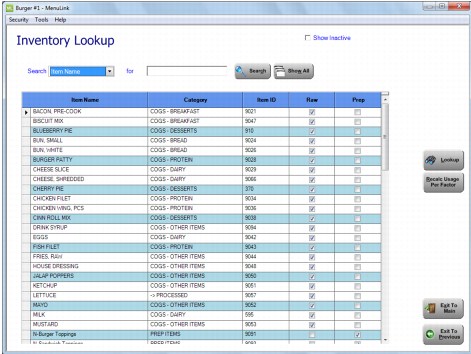 Burger #1 - MenuLink
Security Tools Help
Inventory Lookup
Show Inactive
Search Item Name for Search Show All
Item Name Category Item ID Raw Prep
BACON, PRE-COOK COGS - BREAKFAST 9021
BISCUIT MIX COGS - BREAKFAST 9047
BLUEBERRY PIE COGS - DESSERTS 910
BUN, SMALL COGS - BREAD 9024
BUN, WHITE COGS - BREAD 9026
BURGER PATTY COGS - PROTEIN 9028
CHEESE SLICE COGS - DAIRY 9029
CHEESE, SHREDDED COGS - DAIRY 9066
CHERRY PIE COGS - DESSERTS 370
CHICKEN FILET COGS - PROTEIN 9034
CHICKEN WING, PCS COGS - PROTEIN 9036
CINN ROLL MIX COGS - DESSERTS 9038
DRINK SYRUP COGS - OTHER ITEMS 9094
EGGS COGS - DAIRY 9042
FISH FILET COGS - PROTEIN 9043
FRIES, RAW COGS - OTHER ITEMS 9044
HOUSE DRESSING COGS - OTHER ITEMS 9048
JALAP POPPERS COGS - OTHER ITEMS 9050
KETCHUP COGS - OTHER ITEMS 9051
LETTUCE -> PROCESSED 9057
MAYO COGS - OTHER ITEMS 9052
MILK COGS - DAIRY 595
MUSTARD COGS - OTHER ITEMS 9053
N-Burger Toppings PREP ITEMS 9091
N-Sandwich Toppings PREP ITEMS
Lookup
Recalc Usage
Per Factor
Exit To
Main
Exit To
Previous